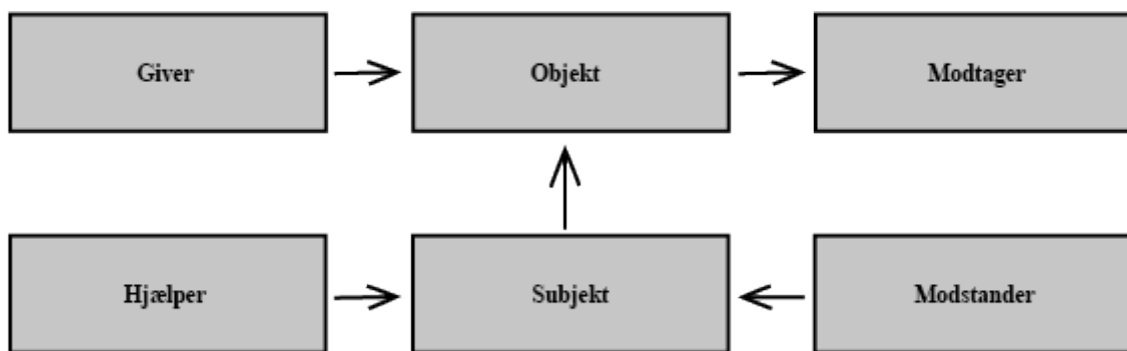 Giver
Objekt
Modtager
Hjælper
Subjekt
Modstander